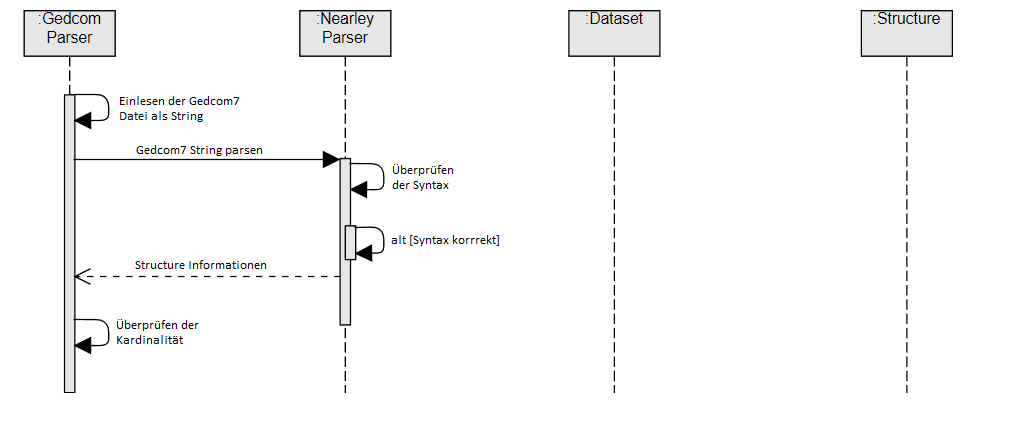 :Gedcom
Parser
:Nearley
Parser
:Dataset
:Structure
Einlesen der Gedcom7
Datei als String
Gedcom7 String parsen
Überprüfen
der Syntax
alt [Syntax korrrekt]
Structure Informationen
Überprüfen der
Kardinalität